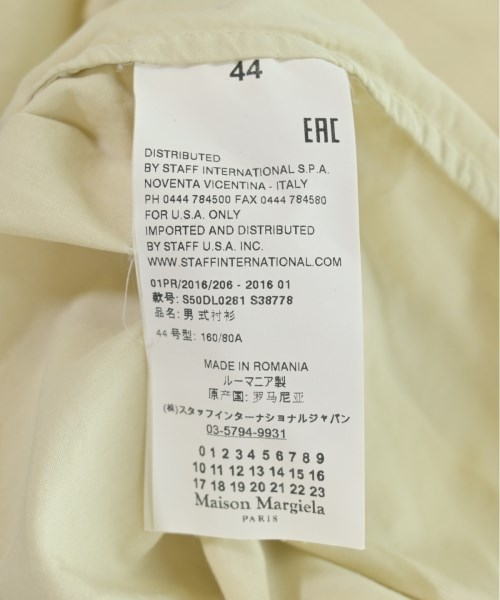 44
EAC
DISTRIBUTED
BY STAFF INTERNATIONAL S.P.A.
NOVENTA VICENTINA - ITALY
PH 0444 784500 FAX 0444 784580
FOR U.S.A. ONLY
IMPORTED AND DISTRIBUTED
BY STAFF U.S.A. INC.
WWW.STAFFINTERNATIONAL.COM
01PR/2016/206 - 2016 01
款号: S50DL0281 S38778
品名: 男式衬衫
44 号型: 160/80A
MADE IN ROMANIA
ルーマニア製
原产国: 罗马尼亚
(株)スタッフインターナショナルジャパン
03-5794-9931
0 1 2 3 4 5 6 7 8 9
10 11 12 13 14 15 16
17 18 19 20 21 22 23
Maison Margiela
PARIS